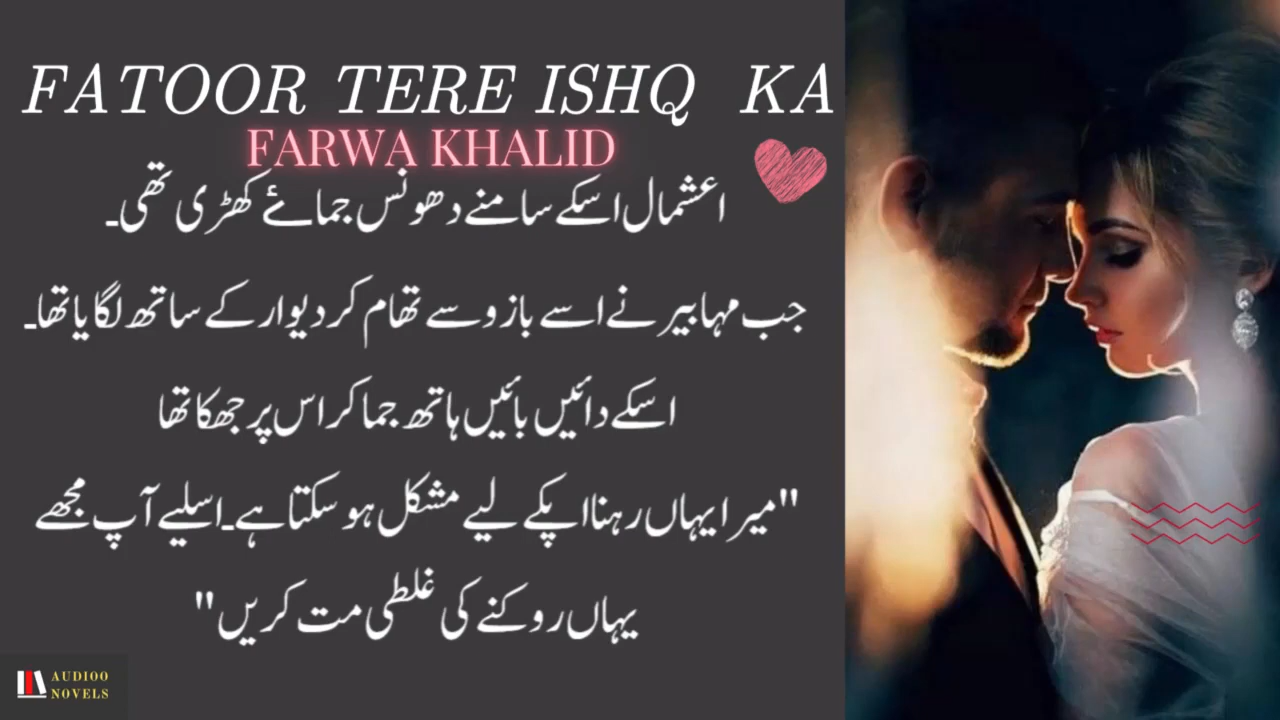 FATOOR TERE ISHQ KA
FARWA KHALID
اعشمال اسکے سامنے دھونس جمائے کھڑی تھی۔
جب مہابیر نے اسے بازو سے تھام کر دیوار کے ساتھ لگایا تھا۔
اسکے دائیں بائیں ہاتھ جما کر اس پر جھکا تھا
"میرا یہاں رہنا اپکے لیے مشکل ہو سکتا ہے۔ اسلیے آپ مجھے
یہاں روکنے کی غلطی مت کریں"
AUDIOO
NOVELS